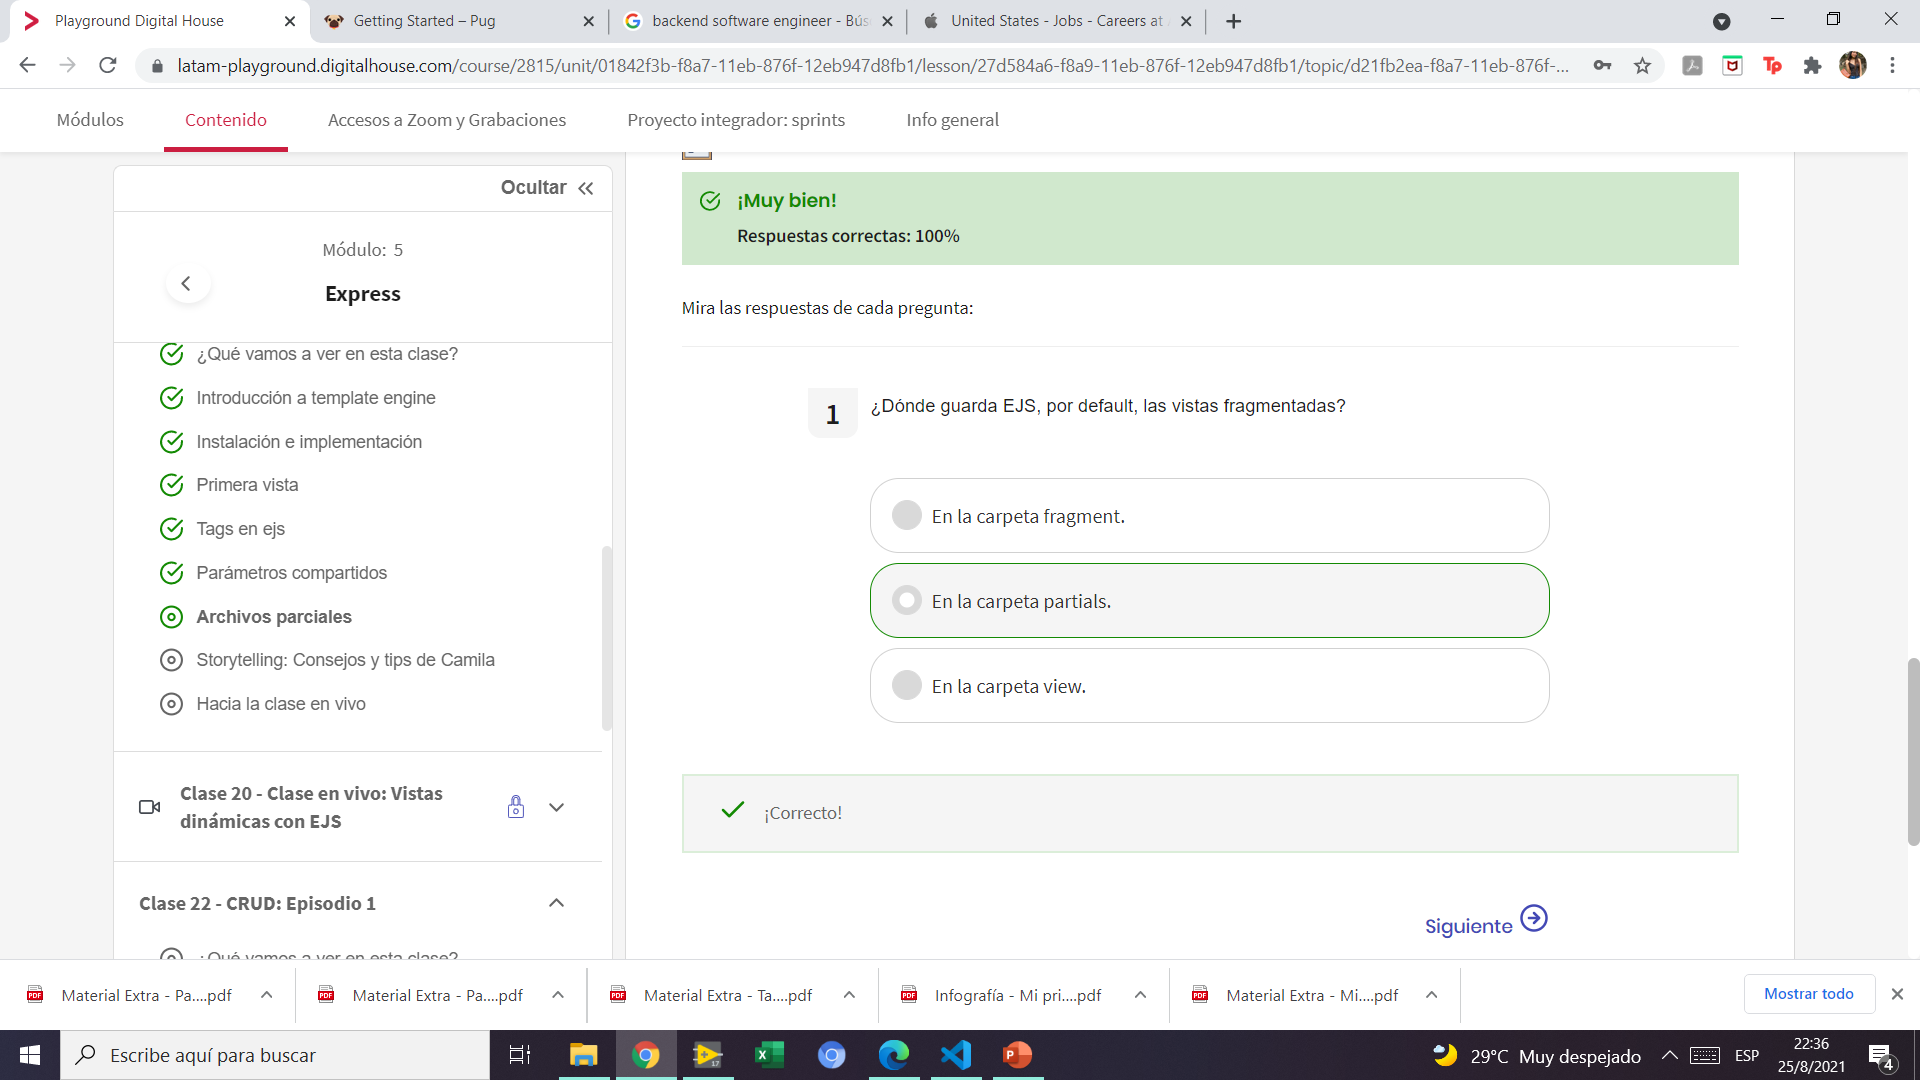 Playground Digital House
Getting Started – Pug
backend software engineer - Bús
United States - Jobs - Careers at
latam-playground.digitalhouse.com/course/2815/unit/01842f3b-f8a7-11eb-876f-12eb947d8fb1/lesson/27d584a6-f8a9-11eb-876f-12eb947d8fb1/topic/d21fb2ea-f8a7-11eb-876f-...
Módulos
Contenido
Accesos a Zoom y Grabaciones
Proyecto integrador: sprints
Info general
Ocultar
Módulo: 5
Express
¿Qué vamos a ver en esta clase?
Introducción a template engine
Instalación e implementación
Primera vista
Tags en ejs
Parámetros compartidos
Archivos parciales
Storytelling: Consejos y tips de Camila
Hacia la clase en vivo
Clase 20 - Clase en vivo: Vistas
dinámicas con EJS
Clase 22 - CRUD: Episodio 1
¿Qué vamos a ver en esta clase?
¡Muy bien!
Respuestas correctas: 100%
Mira las respuestas de cada pregunta:
1
¿Dónde guarda EJS, por default, las vistas fragmentadas?
En la carpeta fragment.
En la carpeta partials.
En la carpeta view.
¡Correcto!
Siguiente
Material Extra - Pa....pdf
Material Extra - Pa....pdf
Material Extra - Ta....pdf
Infografía - Mi pri....pdf
Material Extra - Mi....pdf
Mostrar todo
Escribe aquí para buscar
29°C Muy despejado
ESP
22:36
25/8/2021
4